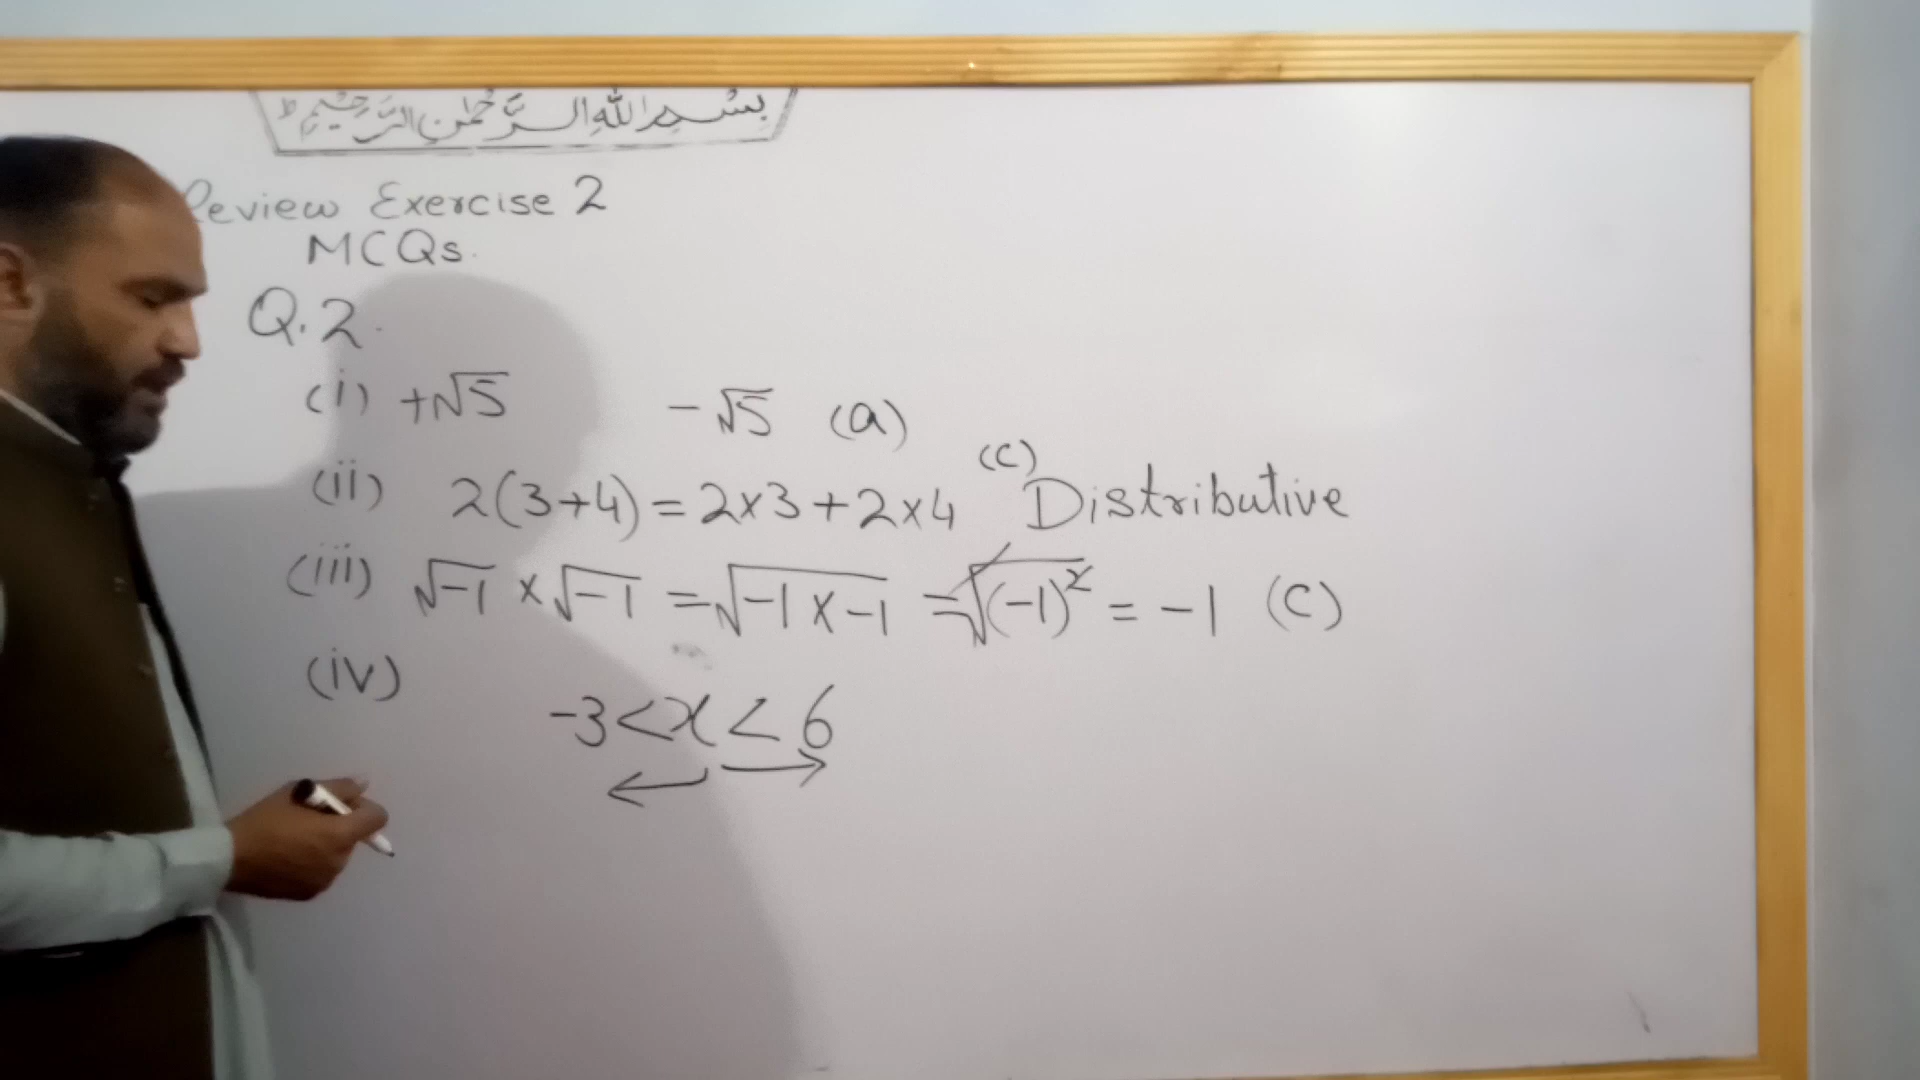 بسم الله الرحمن الرحيم
Review Exercise 2
MCQs.
Q.2.
(i) +√5 -√5 (a)
(ii) 2(3+4)=2×3+2×4 (C) Distributive
(iii) √-1 × √-1 = √-1 × -1 = √(-1)² = -1 (C)
(iv)
-3<x<6